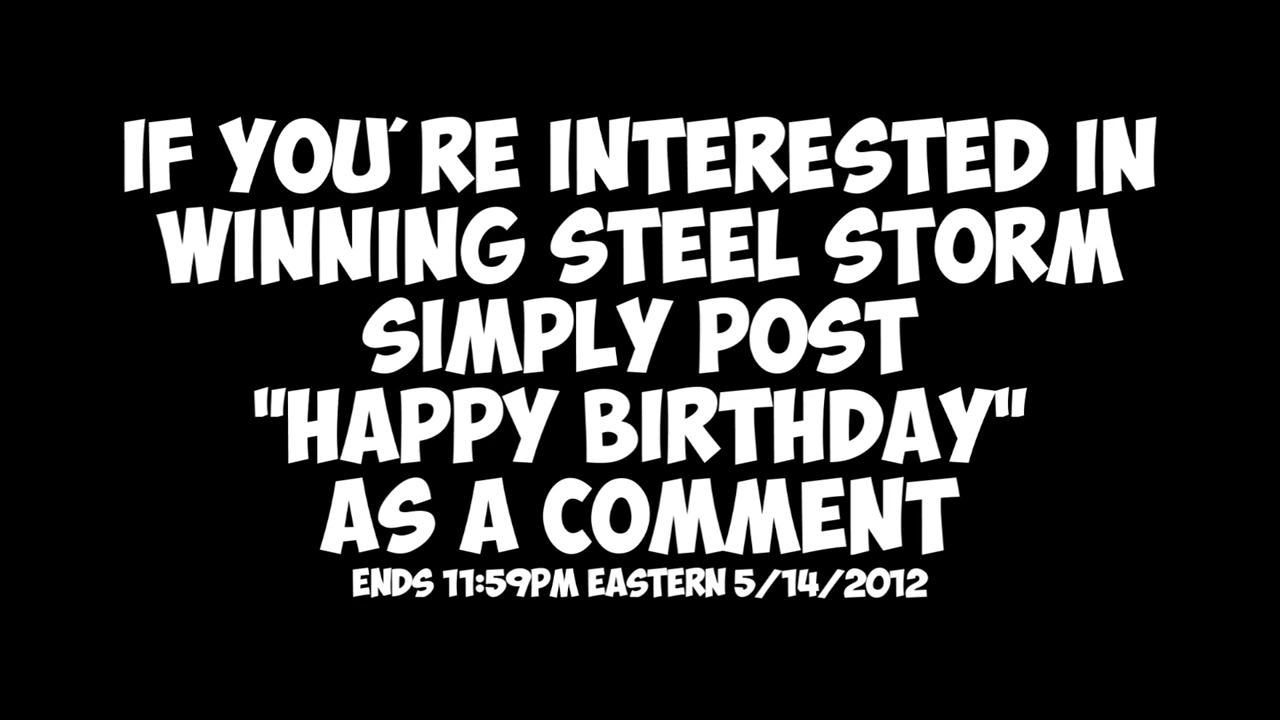 IF YOU´RE INTERESTED IN
WINNING STEEL STORM
SIMPLY POST
"HAPPY BIRTHDAY"
AS A COMMENT
ENDS 11:59PM EASTERN 5/14/2012